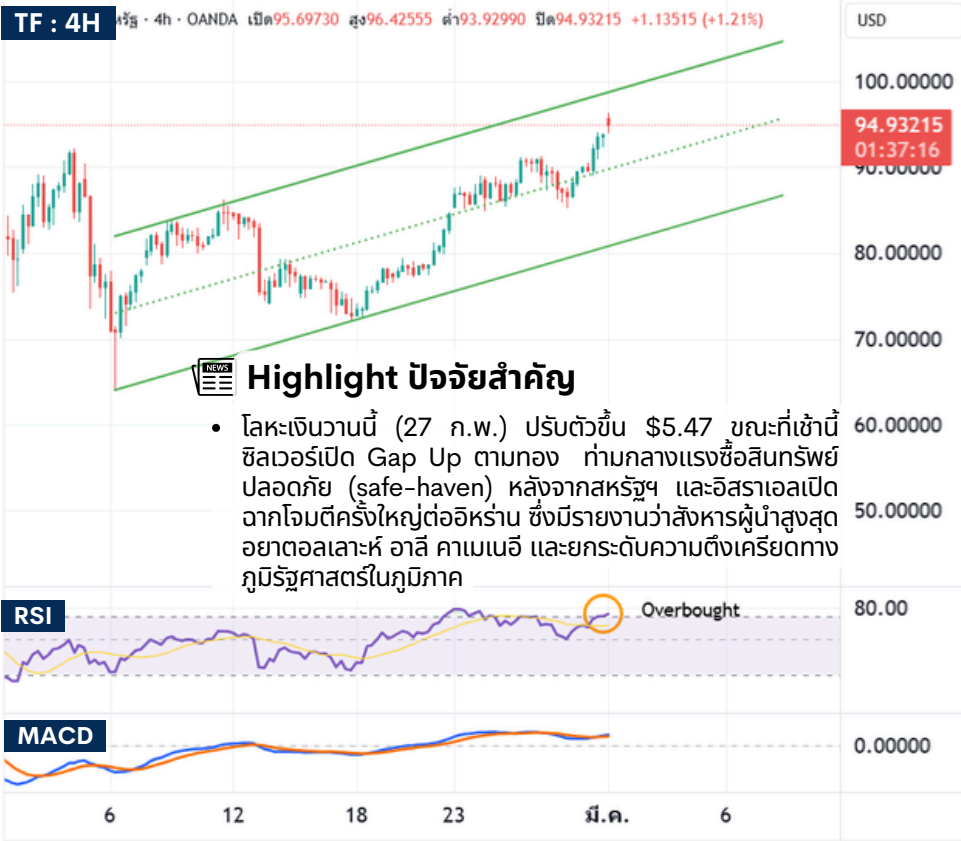 TF : 4H
หรัฐ · 4h · OANDA เปิด95.69730 สูง96.42555 ต่ำ93.92990 ปิด94.93215 +1.13515 (+1.21%)
USD
100.00000
94.93215
01:37:16
90.00000
80.00000
70.00000
NEWS
Highlight ปัจจัยสำคัญ
• โลหะเงินวานนี้ (27 ก.พ.) ปรับตัวขึ้น $5.47 ขณะที่เช้านี้
ซิลเวอร์เปิด Gap Up ตามทอง ท่ามกลางแรงซื้อสินทรัพย์
ปลอดภัย (safe-haven) หลังจากสหรัฐฯ และอิสราเอลเปิด
ฉากโจมตีครั้งใหญ่ต่ออิหร่าน ซึ่งมีรายงานว่าสังหารผู้นำสูงสุด
อยาตอลเลาะห์ อาลี คาเมเนอี และยกระดับความตึงเครียดทาง
ภูมิรัฐศาสตร์ในภูมิภาค
60.00000
50.00000
RSI
Overbought
80.00
MACD
0.00000
6 12 18 23 มี.ค. 6